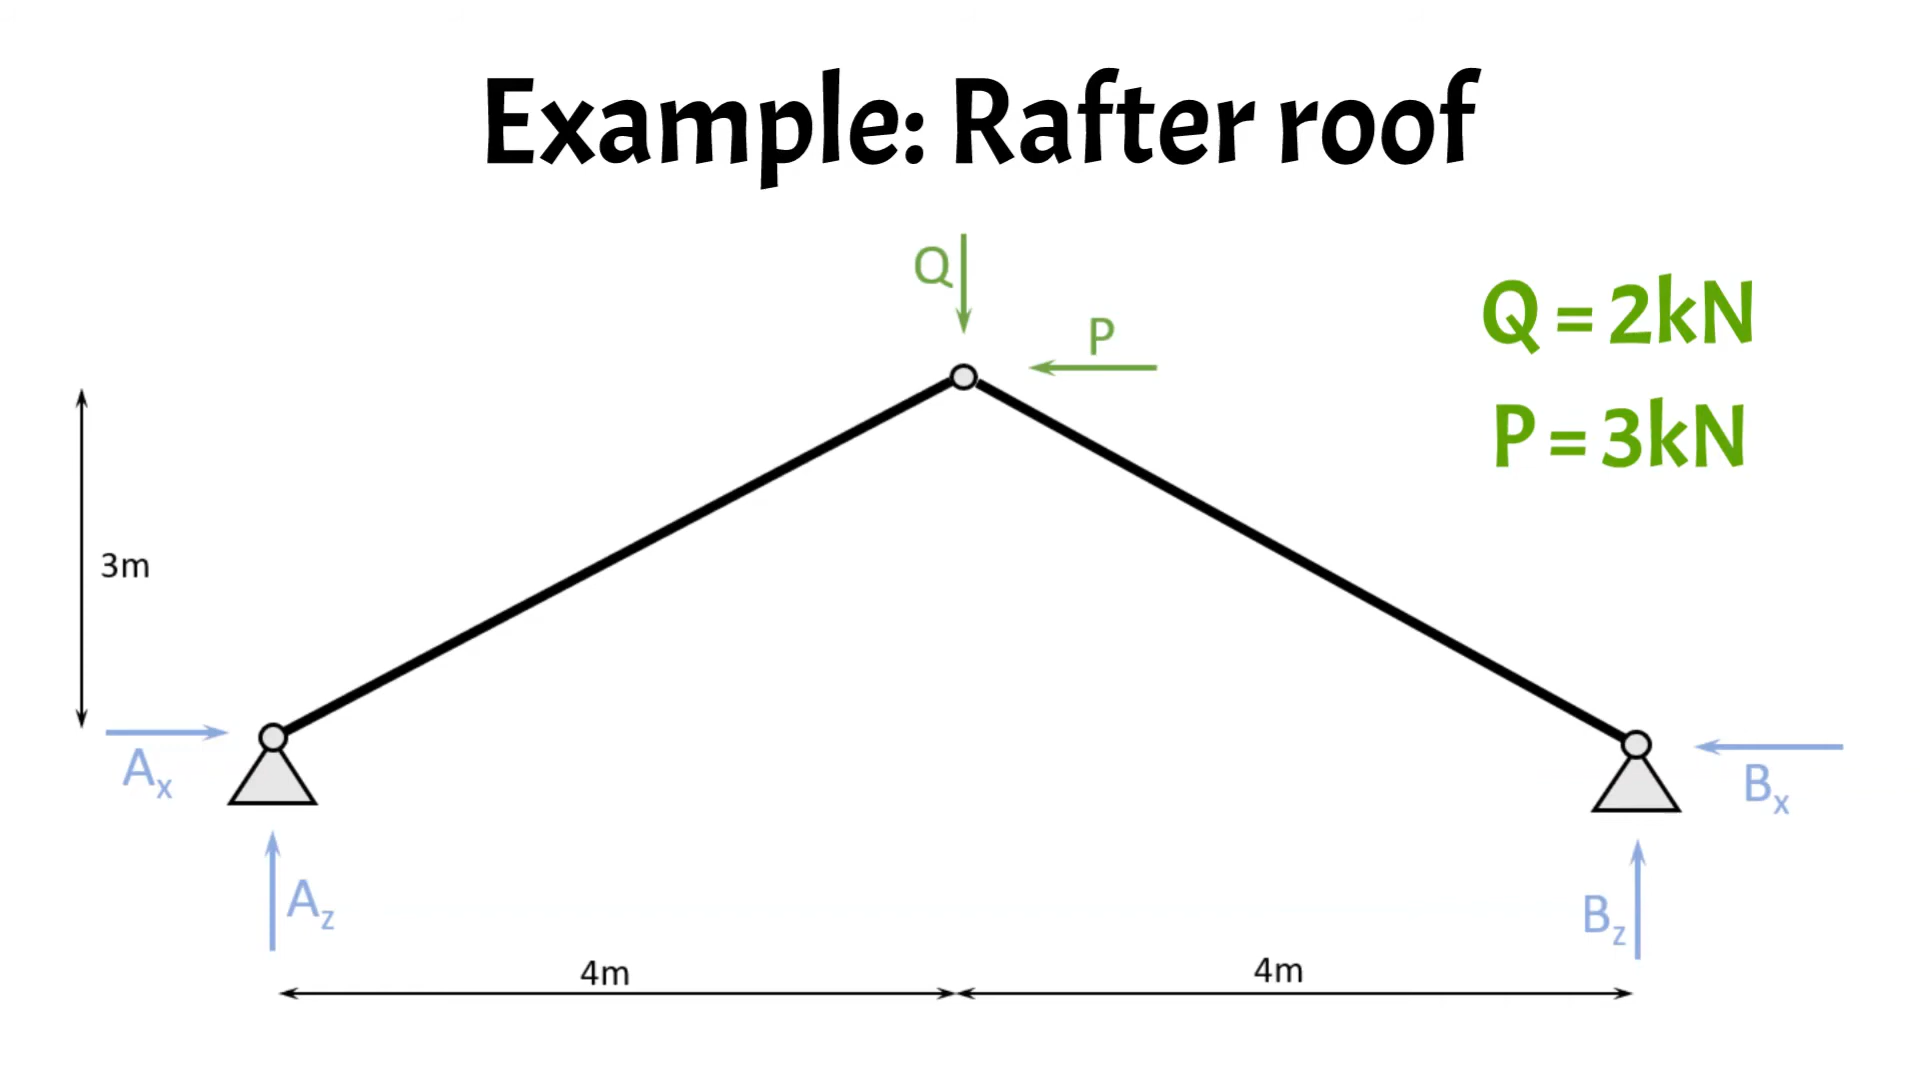 Example: Rafter roof
Q
Q = 2kN
P
P = 3kN
3m
Ax
Bx
Az
Bz
4m
4m